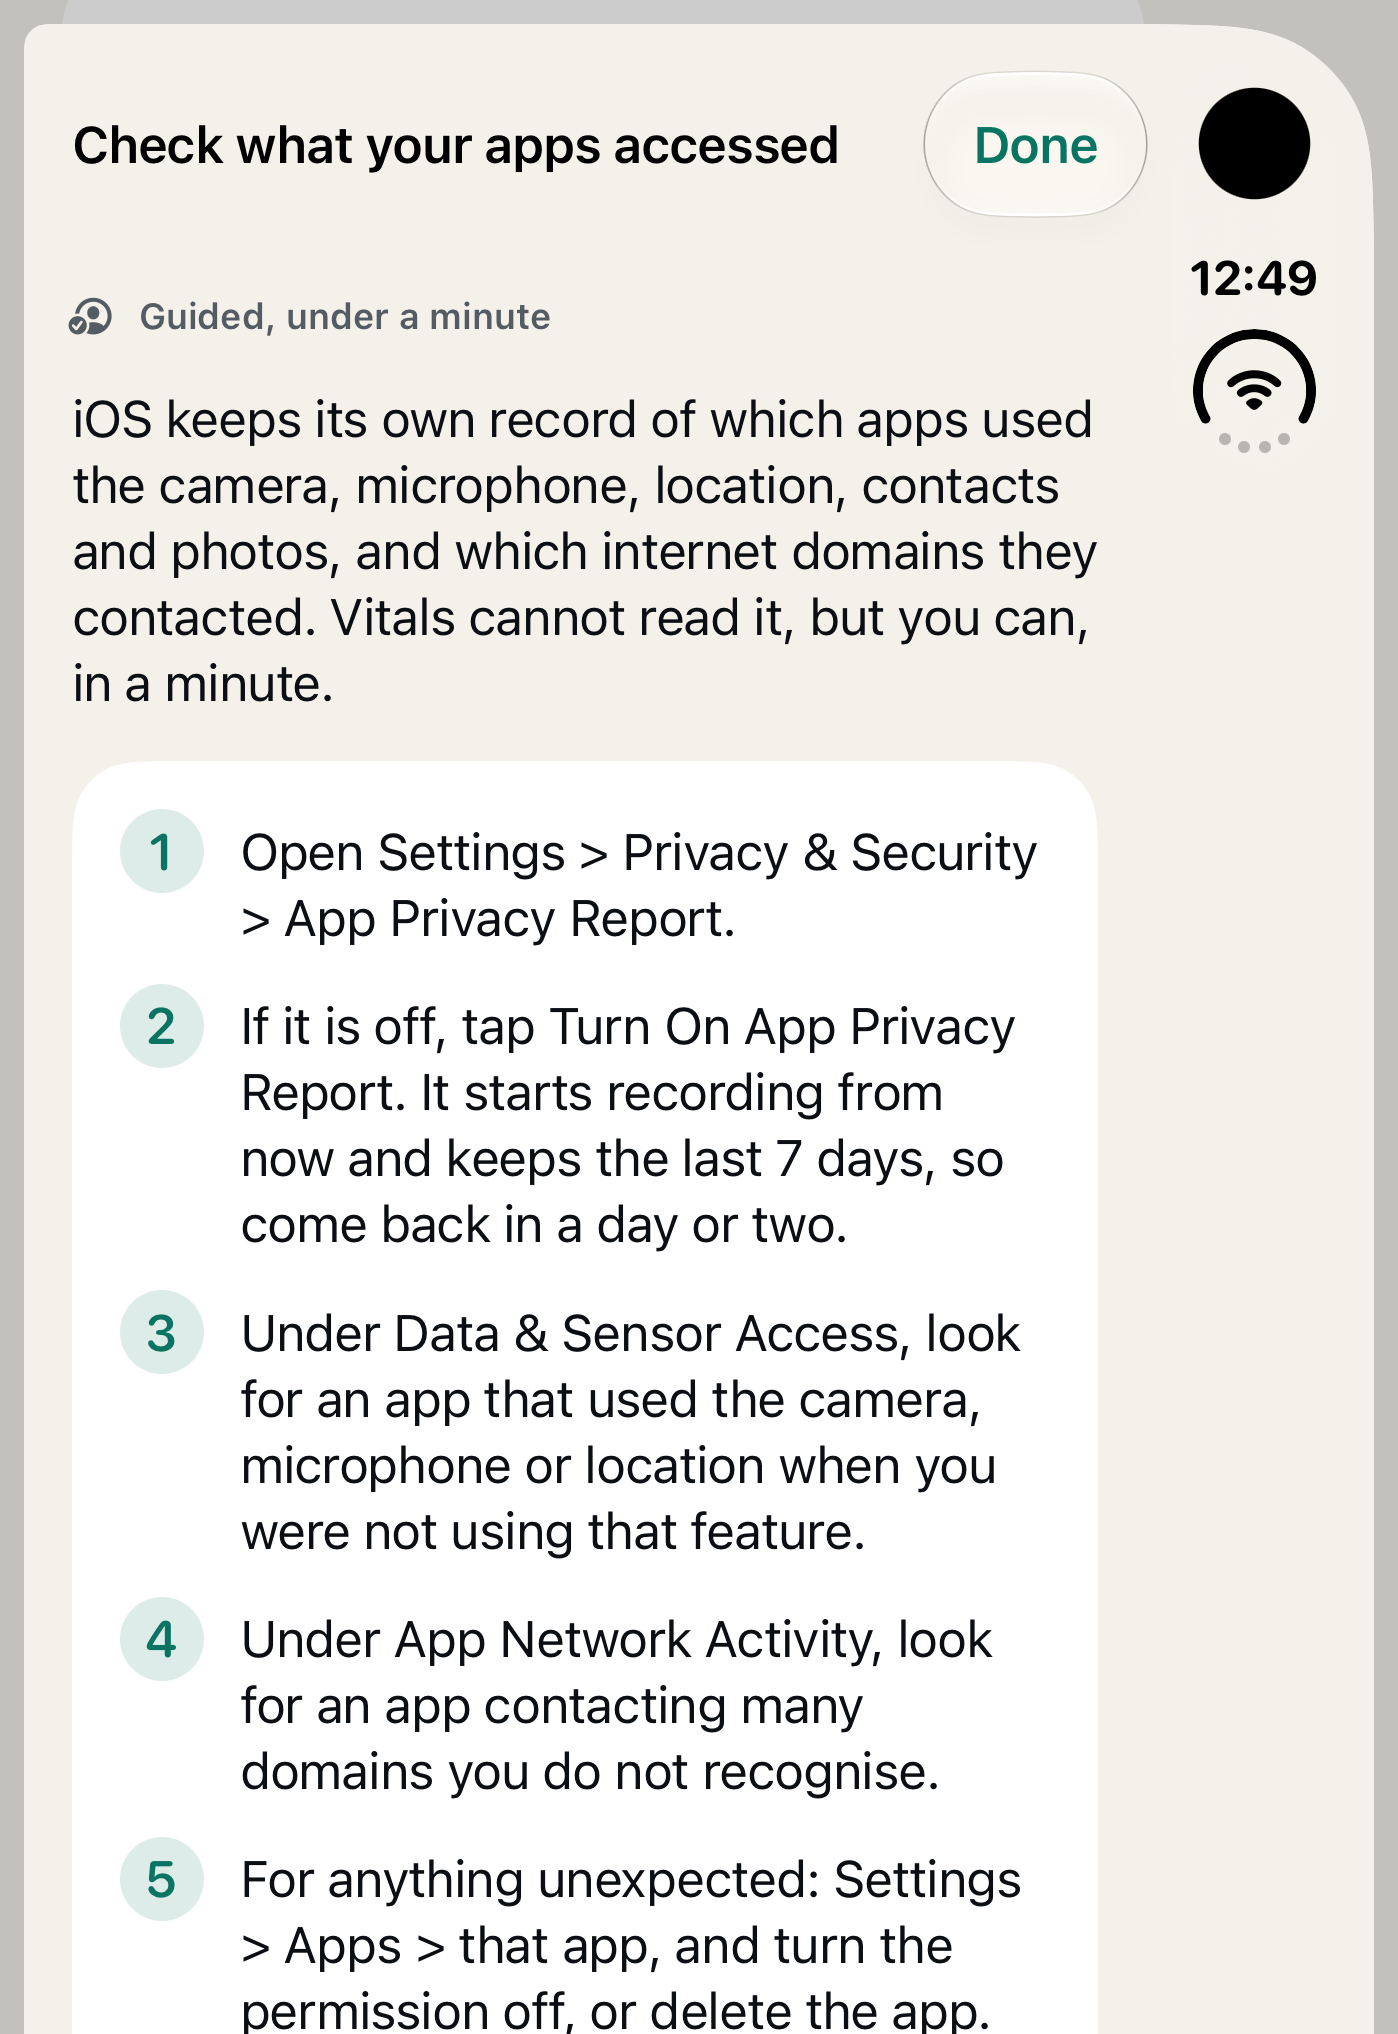 Check what your apps accessed
Done
12:49
Guided, under a minute
iOS keeps its own record of which apps used
the camera, microphone, location, contacts
and photos, and which internet domains they
contacted. Vitals cannot read it, but you can,
in a minute.
1
Open Settings > Privacy & Security
> App Privacy Report.
2
If it is off, tap Turn On App Privacy
Report. It starts recording from
now and keeps the last 7 days, so
come back in a day or two.
3
Under Data & Sensor Access, look
for an app that used the camera,
microphone or location when you
were not using that feature.
4
Under App Network Activity, look
for an app contacting many
domains you do not recognise.
5
For anything unexpected: Settings
> Apps > that app, and turn the
permission off, or delete the app.